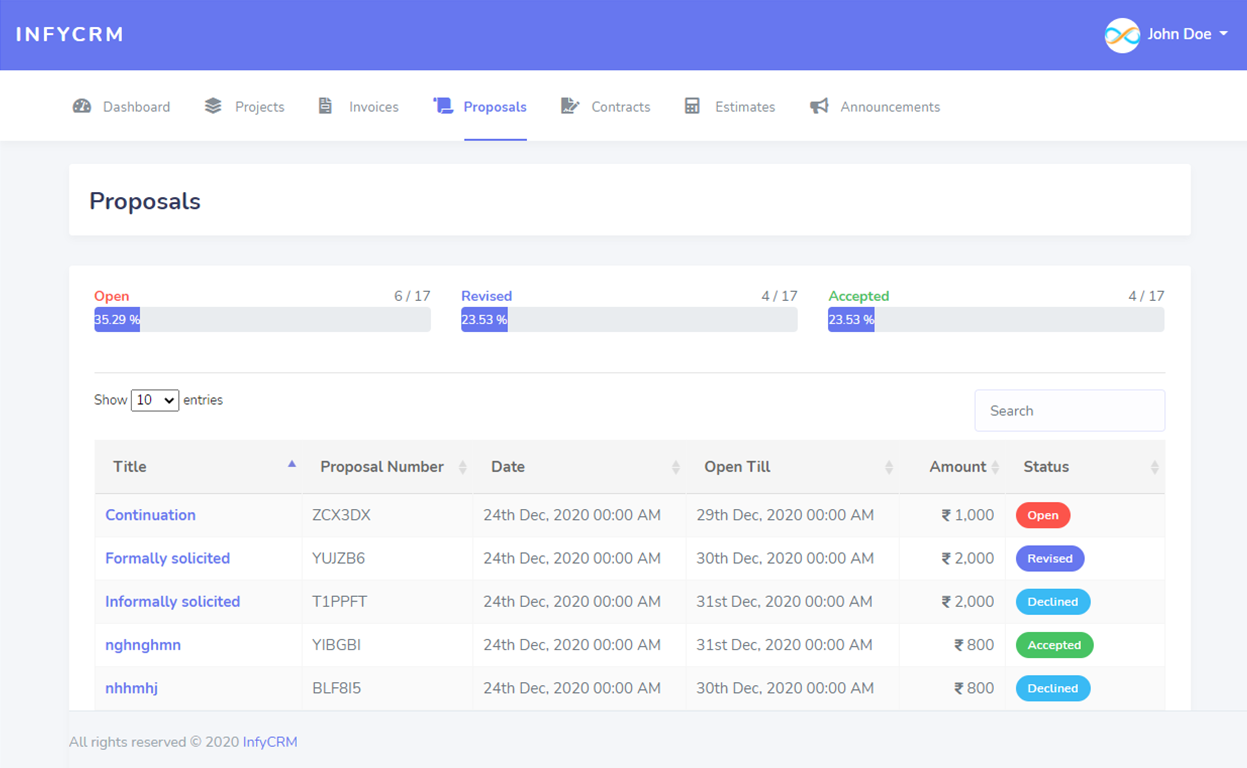 INFYCRM John Doe
Dashboard Projects Invoices Proposals Contracts Estimates Announcements
Proposals
Open 6 / 17 Revised 4 / 17 Accepted 4 / 17
35.29 % 23.53 % 23.53 %
Show 10 entries Search
Title Proposal Number Date Open Till Amount Status
Continuation ZCX3DX 24th Dec, 2020 00:00 AM 29th Dec, 2020 00:00 AM ₹ 1,000 Open
Formally solicited YUJZB6 24th Dec, 2020 00:00 AM 30th Dec, 2020 00:00 AM ₹ 2,000 Revised
Informally solicited T1PPFT 24th Dec, 2020 00:00 AM 31st Dec, 2020 00:00 AM ₹ 2,000 Declined
nghnghmn YIBGBI 24th Dec, 2020 00:00 AM 31st Dec, 2020 00:00 AM ₹ 800 Accepted
nhhmhj BLF8I5 24th Dec, 2020 00:00 AM 30th Dec, 2020 00:00 AM ₹ 800 Declined
All rights reserved © 2020 InfyCRM